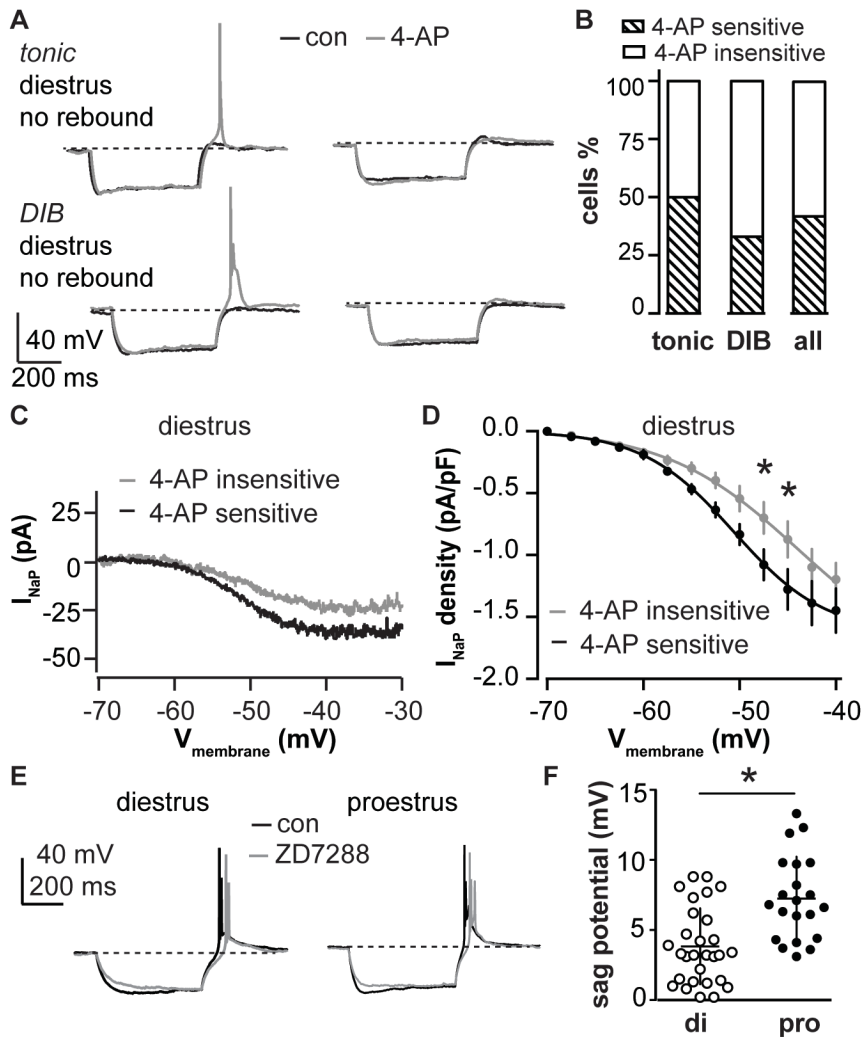 A
tonic
diestrus
no rebound
con
4-AP
DIB
diestrus
no rebound
40 mV
200 ms
B
4-AP sensitive
4-AP insensitive
cells %
100
75
50
25
0
tonic DIB all
C
diestrus
4-AP insensitive
4-AP sensitive
I NaP (pA)
25
0
-25
-50
-70 -60 -50 -40 -30
V membrane (mV)
D
diestrus
I NaP density (pA/pF)
0.0
-0.5
-1.0
-1.5
-2.0
* *
4-AP insensitive
4-AP sensitive
-70 -60 -50 -40
V membrane (mV)
E
diestrus
proestrus
con
ZD7288
40 mV
200 ms
F
*
sag potential (mV)
15
10
5
0
di pro